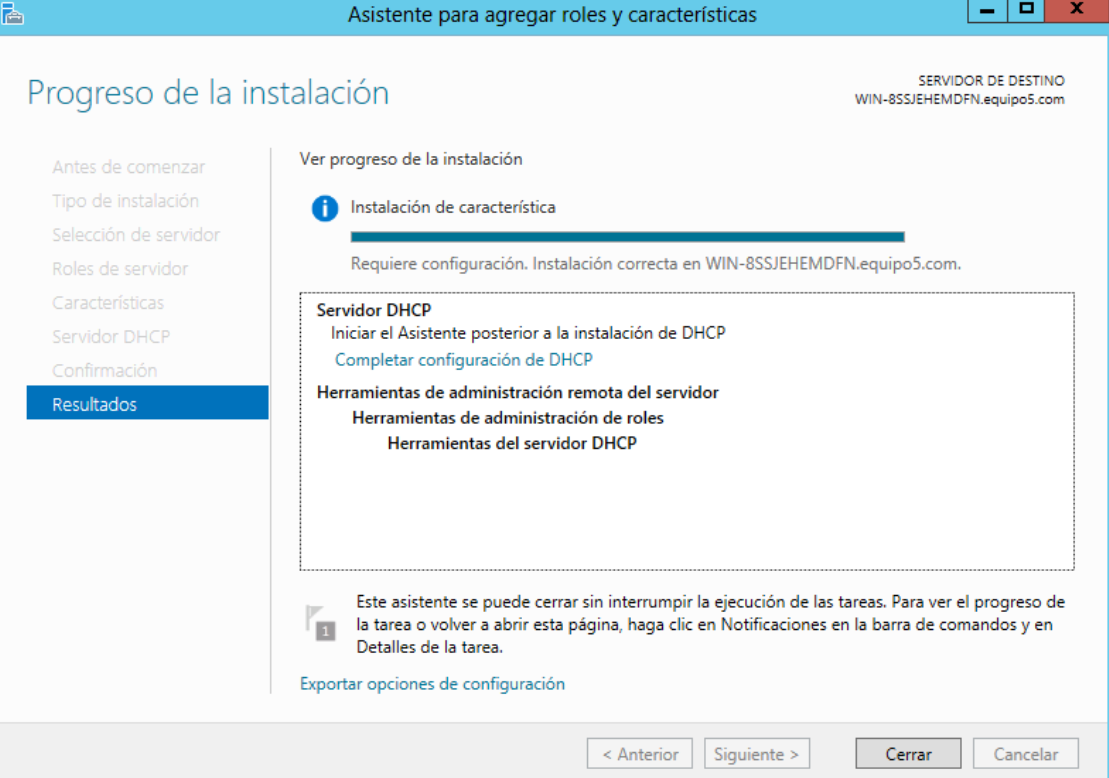 Asistente para agregar roles y características
Progreso de la instalación
SERVIDOR DE DESTINO
WIN-8SSJEHEMDFN.equipo5.com
Antes de comenzar
Tipo de instalación
Selección de servidor
Roles de servidor
Características
Servidor DHCP
Confirmación
Resultados
Ver progreso de la instalación
Instalación de característica
Requiere configuración. Instalación correcta en WIN-8SSJEHEMDFN.equipo5.com.
Servidor DHCP
Iniciar el Asistente posterior a la instalación de DHCP
Completar configuración de DHCP
Herramientas de administración remota del servidor
Herramientas de administración de roles
Herramientas del servidor DHCP
1
Este asistente se puede cerrar sin interrumpir la ejecución de las tareas. Para ver el progreso de
la tarea o volver a abrir esta página, haga clic en Notificaciones en la barra de comandos y en
Detalles de la tarea.
Exportar opciones de configuración
< Anterior
Siguiente >
Cerrar
Cancelar